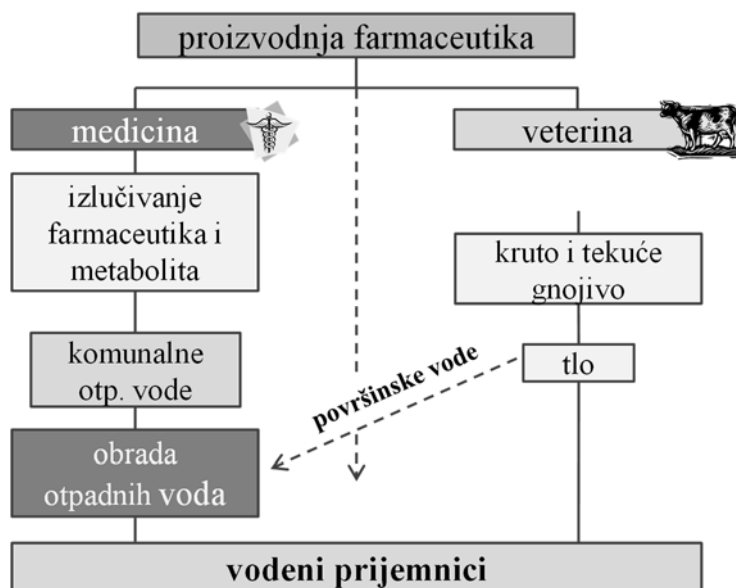 proizvodnja farmaceutika
medicina
veterina
izlučivanje
farmaceutika i
metabolita
kruto i tekuće
gnojivo
komunalne
otp. vode
površinske vode
tlo
obrada
otpadnih voda
vodeni prijemnici